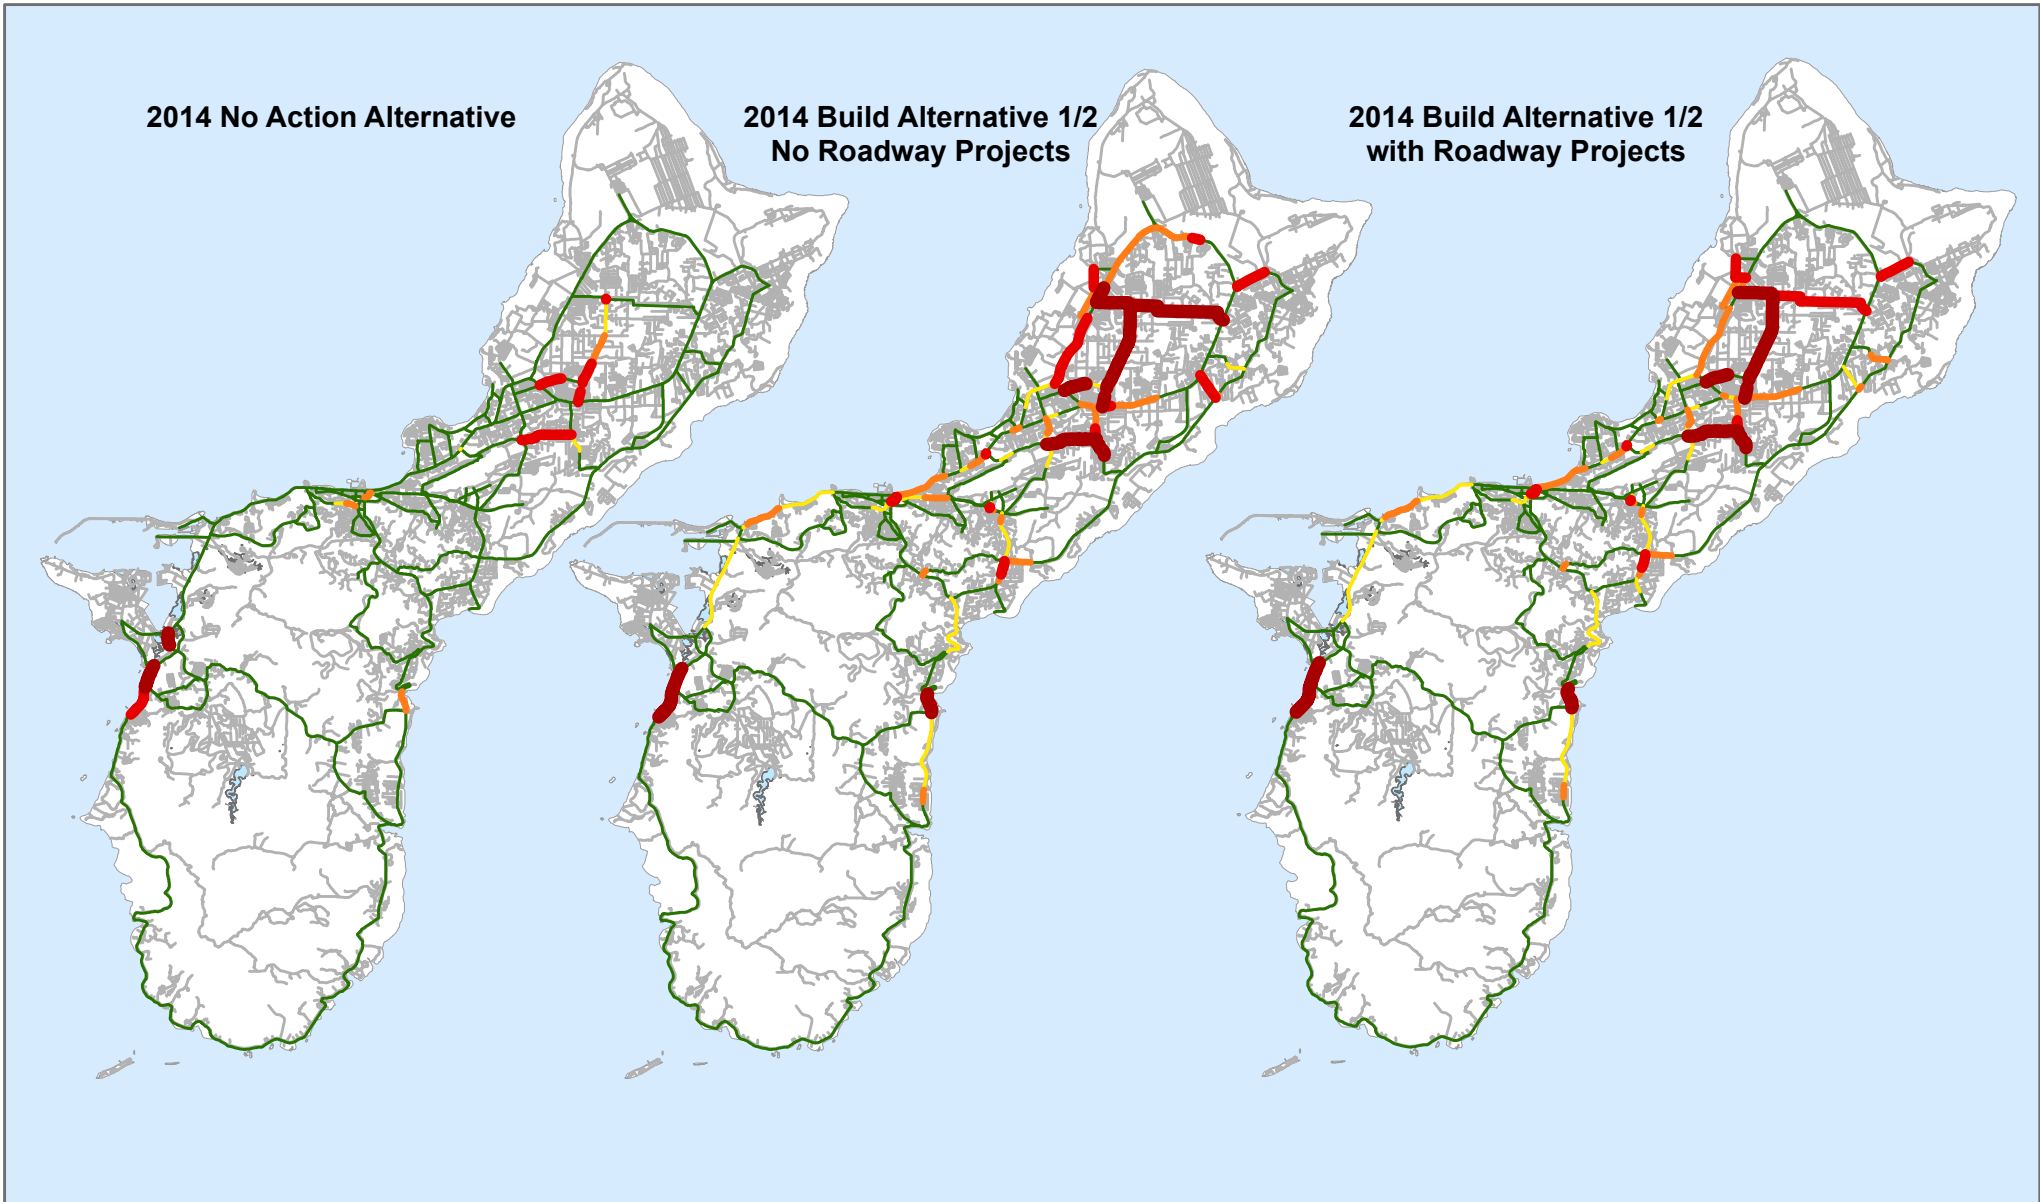 2014 No Action Alternative
2014 Build Alternative 1/2
No Roadway Projects
2014 Build Alternative 1/2
with Roadway Projects